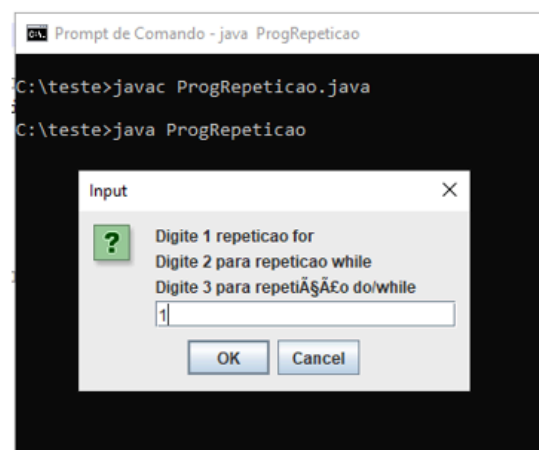 Prompt de Comando - java ProgRepeticao
C:\teste>javac ProgRepeticao.java
C:\teste>java ProgRepeticao
Input
Digite 1 repeticao for
Digite 2 para repeticao while
Digite 3 para repetiÃ§Ã£o do/while
1
OK
Cancel